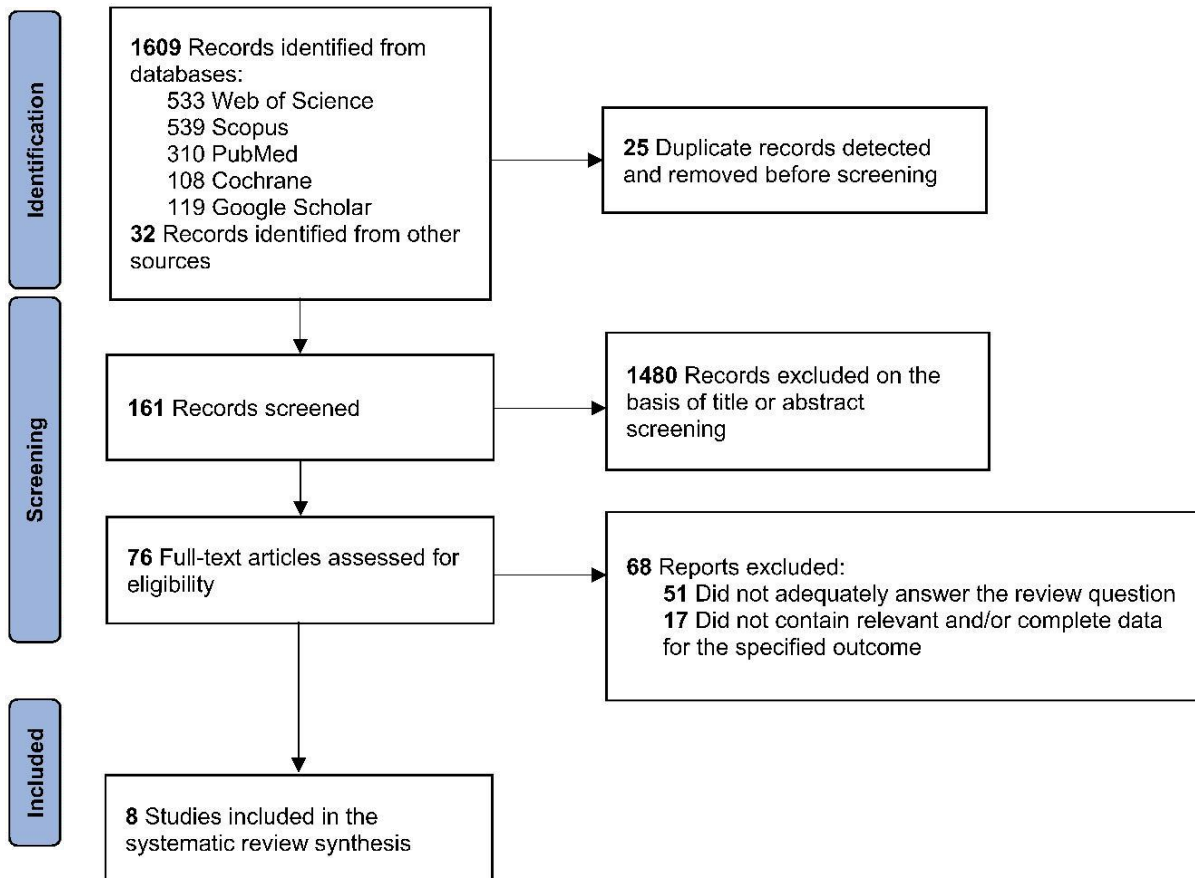 Identification
1609 Records identified from
databases:
533 Web of Science
539 Scopus
310 PubMed
108 Cochrane
119 Google Scholar
32 Records identified from other
sources
25 Duplicate records detected
and removed before screening
Screening
161 Records screened
1480 Records excluded on the
basis of title or abstract
screening
76 Full-text articles assessed for
eligibility
68 Reports excluded:
51 Did not adequately answer the review question
17 Did not contain relevant and/or complete data
for the specified outcome
Included
8 Studies included in the
systematic review synthesis